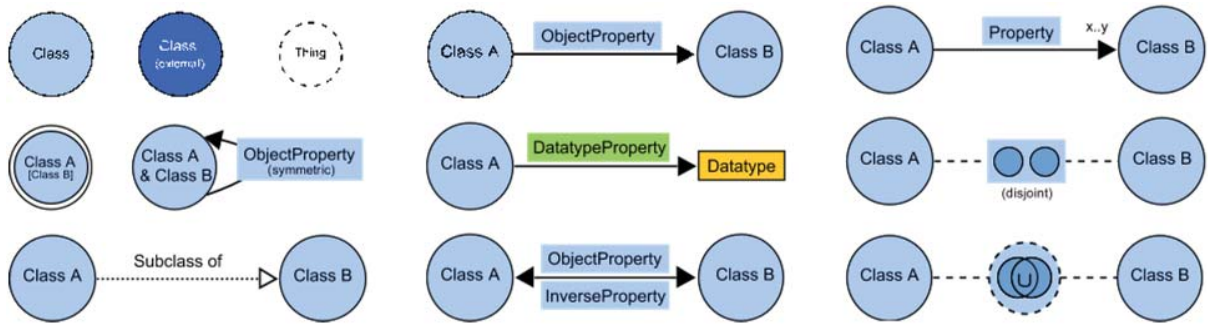 Class
Class
(external)
Thing
Class A
ObjectProperty
Class B
Class A
Property
x..y
Class B
Class A
[Class B]
Class A
& Class B
ObjectProperty
(symmetric)
Class A
DatatypeProperty
Datatype
Class A
(disjoint)
Class B
Class A
Subclass of
Class B
Class A
ObjectProperty
InverseProperty
Class B
Class A
U
Class B